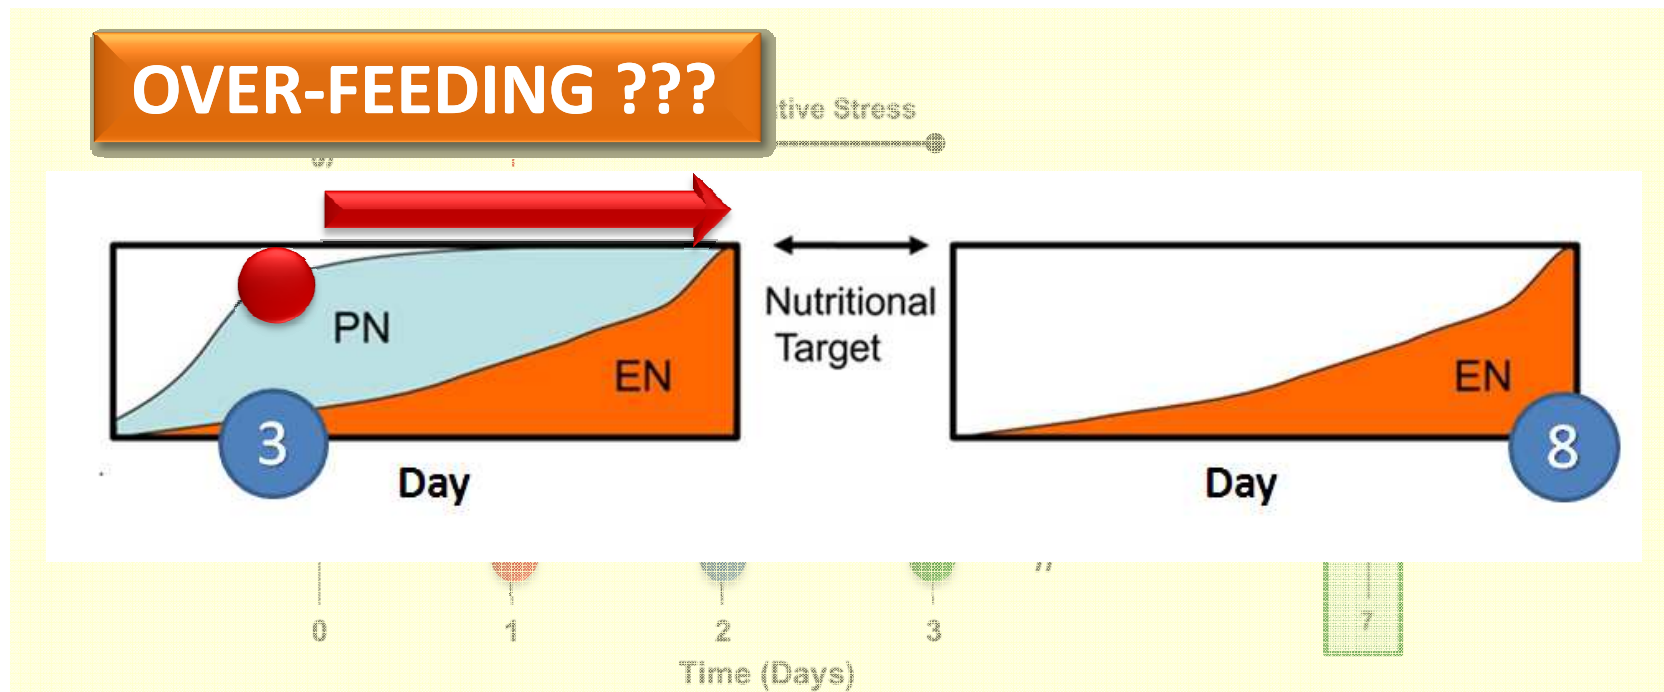 OVER-FEEDING ???
tive Stress
PN
EN
Nutritional
Target
EN
3
8
Day
Day
0
1
2
3
7
Time (Days)